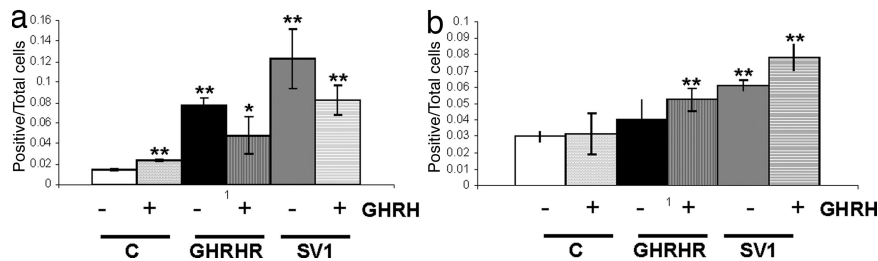 a
Positive/Total cells
0.16
0.14
0.12
0.1
0.08
0.06
0.04
0.02
0
** ** ** * ** **
1
- + - + - + GHRH
C GHRHR SV1
b
Positive/Total cells
0.1
0.09
0.08
0.07
0.06
0.05
0.04
0.03
0.02
0.01
0
** ** **
1
- + - + - + GHRH
C GHRHR SV1